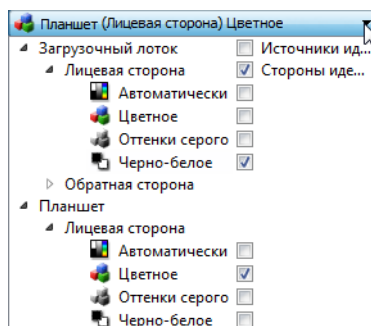 Планшет (Лицевая сторона) Цветное
Загрузочный лоток Источники ид...
Лицевая сторона Стороны иде...
Автоматически
Цветное
Оттенки серого
Черно-белое
Обратная сторона
Планшет
Лицевая сторона
Автоматически
Цветное
Оттенки серого
Черно-белое